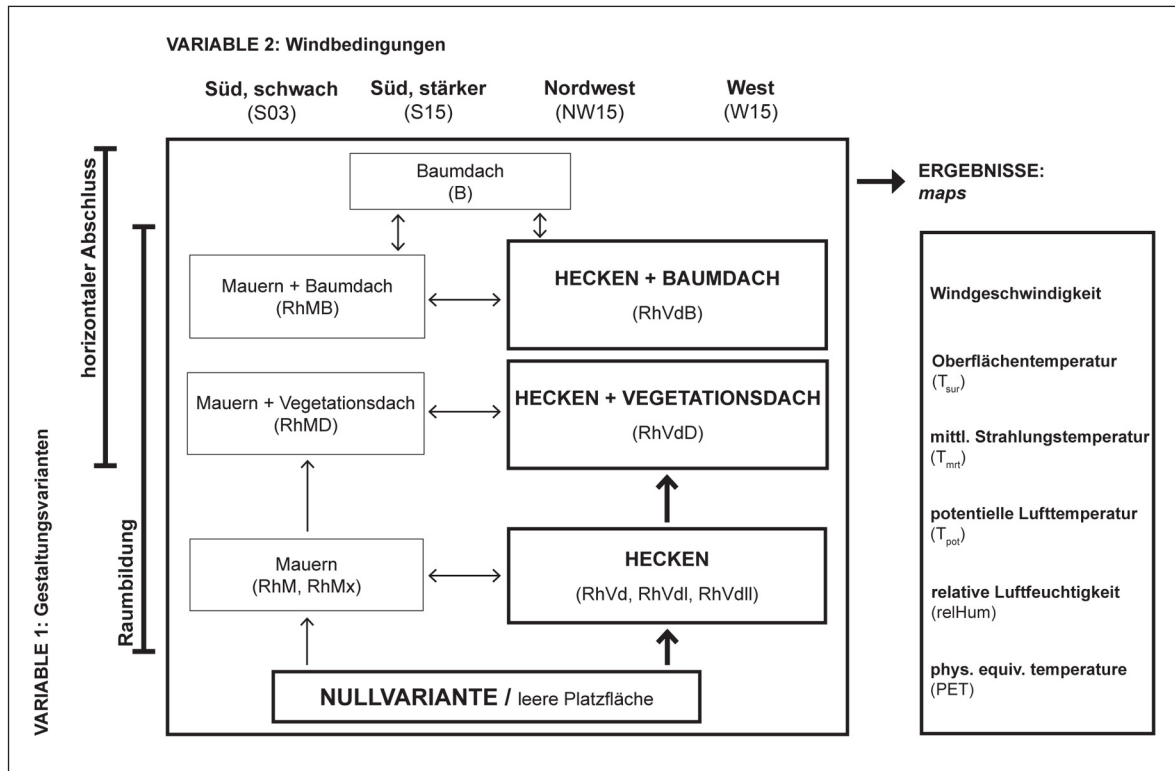 VARIABLE 2: Windbedingungen
Süd, schwach
(S03)
Süd, stärker
(S15)
Nordwest
(NW15)
West
(W15)
VARIABLE 1: Gestaltungsvarianten
horizontaler Abschluss
Raumbildung
Baumdach
(B)
Mauern + Baumdach
(RhMB)
HECKEN + BAUMDACH
(RhVdB)
Mauern + Vegetationsdach
(RhMD)
HECKEN + VEGETATIONSDACH
(RhVdD)
Mauern
(RhM, RhMx)
HECKEN
(RhVd, RhVdI, RhVdII)
NULLVARIANTE / leere Platzfläche
ERGEBNISSE:
maps
Windgeschwindigkeit
Oberflächentemperatur
(Tsur)
mittl. Strahlungstemperatur
(Tmrt)
potentielle Lufttemperatur
(Tpot)
relative Luftfeuchtigkeit
(relHum)
phys. equiv. temperature
(PET)